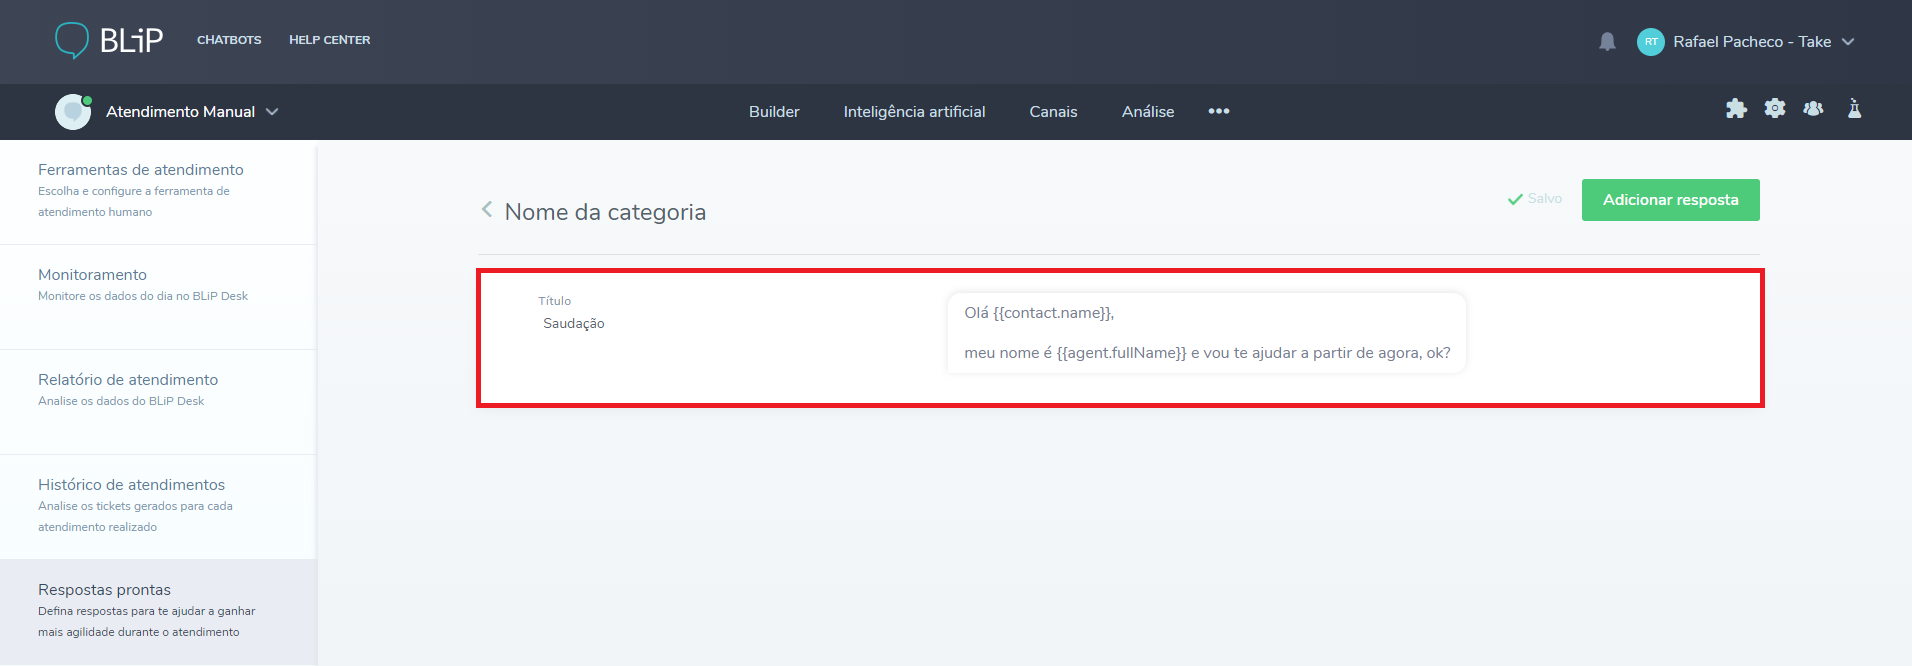 BLiP CHATBOTS HELP CENTER RT Rafael Pacheco - Take
Atendimento Manual Builder Inteligência artificial Canais Análise •••
Ferramentas de atendimento
Escolha e configure a ferramenta de
atendimento humano
Monitoramento
Monitore os dados do dia no BLiP Desk
Relatório de atendimento
Analise os dados do BLiP Desk
Histórico de atendimentos
Analise os tickets gerados para cada
atendimento realizado
Respostas prontas
Defina respostas para te ajudar a ganhar
mais agilidade durante o atendimento
Nome da categoria
Salvo
Adicionar resposta
Título
Saudação
Olá {{contact.name}},
meu nome é {{agent.fullName}} e vou te ajudar a partir de agora, ok?